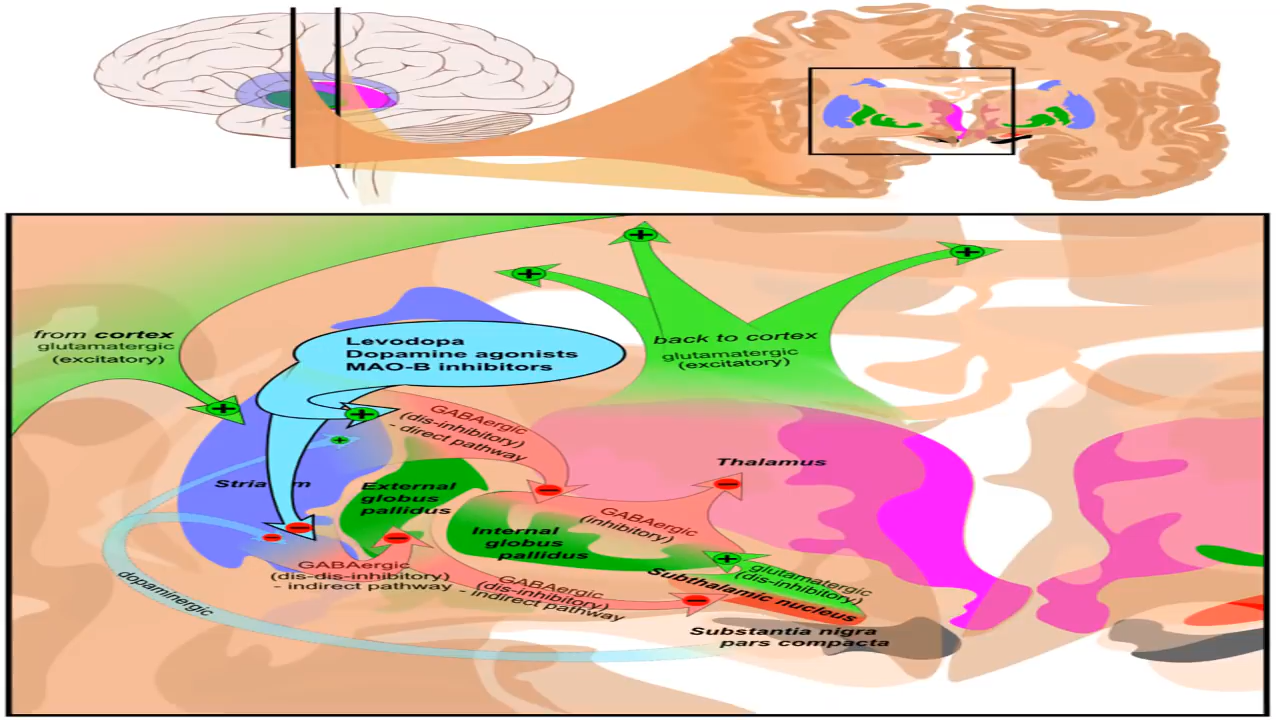 from cortex
glutamatergic
(excitatory)
Levodopa
Dopamine agonists
MAO-B inhibitors
back to cortex
glutamatergic
(excitatory)
GABAergic
(dis-inhibitory)
- direct pathway
Thalamus
Stria m
External
globus
pallidus
GABAergic
(inhibitory)
Internal
globus
pallidus
GABAergic
(dis-dis-inhibitory)
- indirect pathway
GABAergic
(dis-inhibitory)
- indirect pathway
glutamatergic
(dis-inhibitory)
Subthalamic nucleus
dopaminergic
Substantia nigra
pars compacta